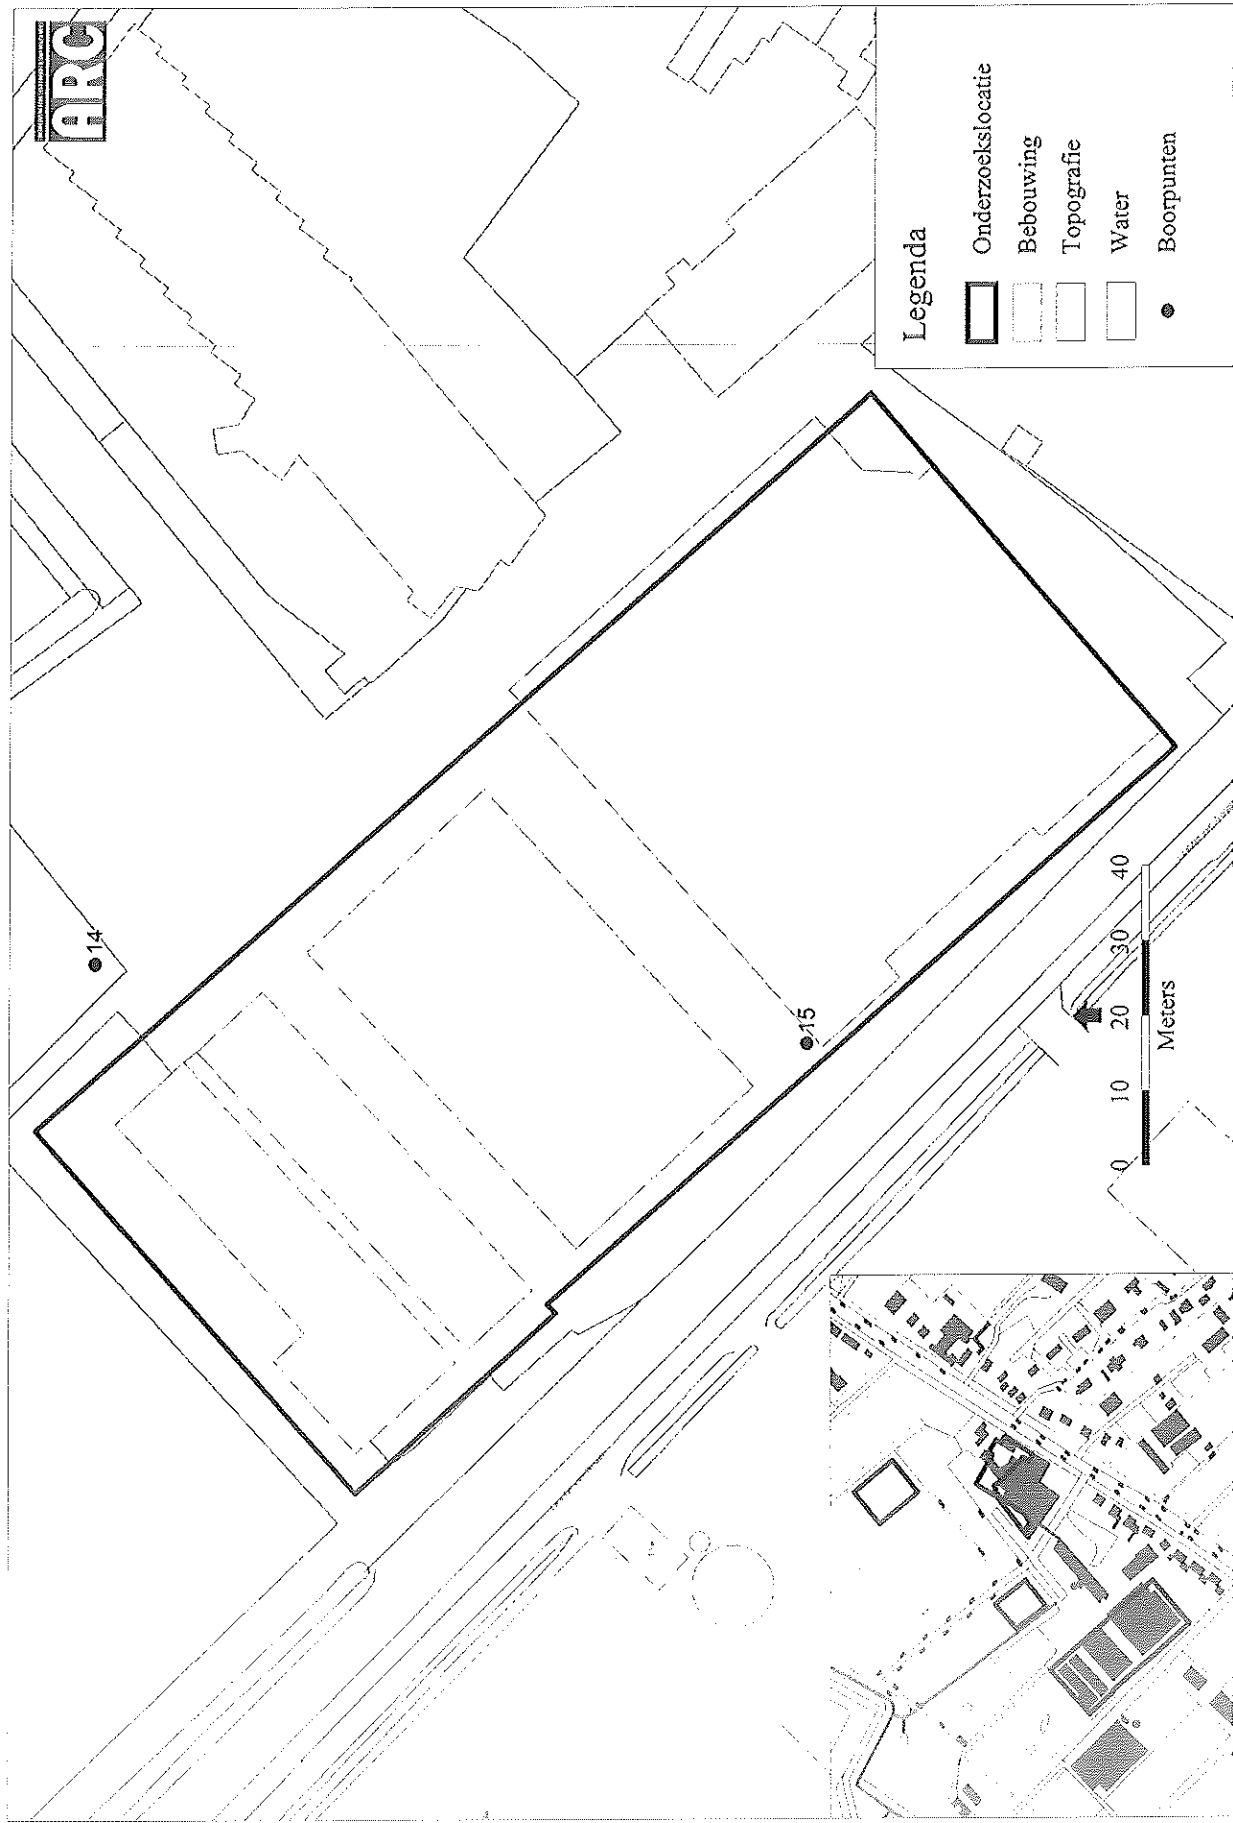 ARC
14
15
Legenda
Onderzoekslocatie
Bebouwing
Topografie
Water
Boorpunten
0 10 20 30 40
Meters